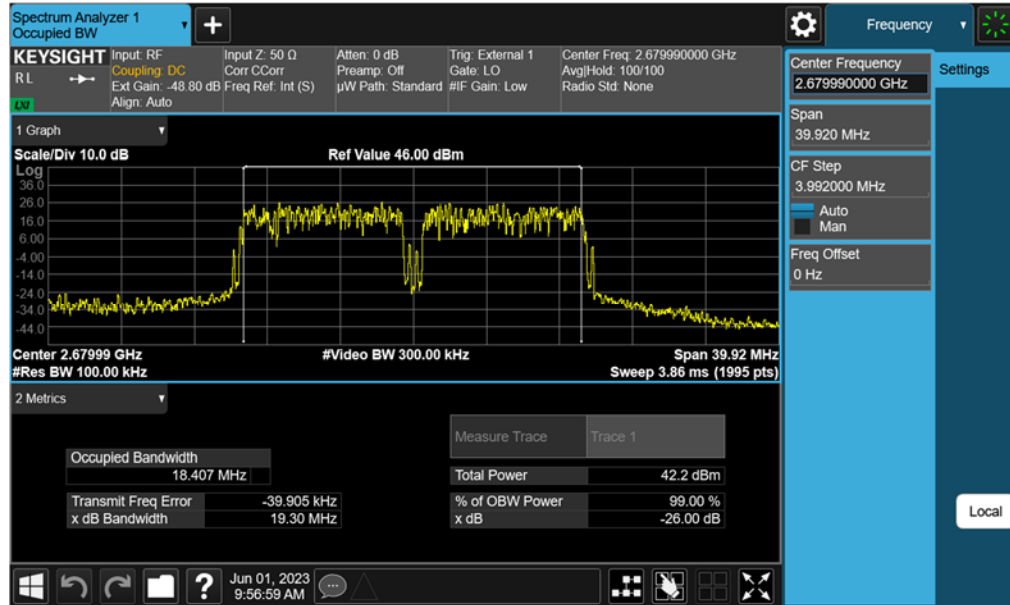 Spectrum Analyzer 1
Occupied BW
+
Frequency
KEYSIGHT
RL
LXI
Input: RF
Coupling: DC
Ext Gain: -48.80 dB
Align: Auto
Input Z: 50 Ω
Corr CCorr
Freq Ref: Int (S)
Atten: 0 dB
Preamp: Off
µW Path: Standard
Trig: External 1
Gate: LO
#IF Gain: Low
Center Freq: 2.679990000 GHz
Avg|Hold: 100/100
Radio Std: None
Center Frequency
2.679990000 GHz
Settings
Span
39.920 MHz
CF Step
3.992000 MHz
Auto
Man
Freq Offset
0 Hz
Local
1 Graph
Scale/Div 10.0 dB
Ref Value 46.00 dBm
Log
36.0
26.0
16.0
6.00
-4.00
-14.0
-24.0
-34.0
-44.0
Center 2.67999 GHz
#Video BW 300.00 kHz
Span 39.92 MHz
#Res BW 100.00 kHz
Sweep 3.86 ms (1995 pts)
2 Metrics
Measure Trace
Trace 1
Occupied Bandwidth
18.407 MHz
Total Power
42.2 dBm
Transmit Freq Error
-39.905 kHz
% of OBW Power
99.00 %
x dB Bandwidth
19.30 MHz
x dB
-26.00 dB
?
Jun 01, 2023
9:56:59 AM